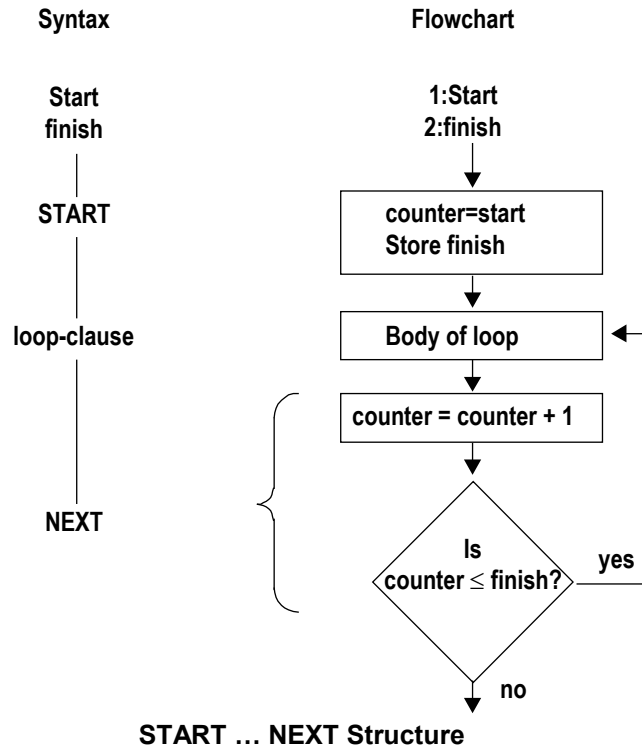 Syntax
Flowchart
Start
finish
START
loop-clause
NEXT
1:Start
2:finish
counter=start
Store finish
Body of loop
counter = counter + 1
Is
counter ≤ finish?
yes
no
START … NEXT Structure